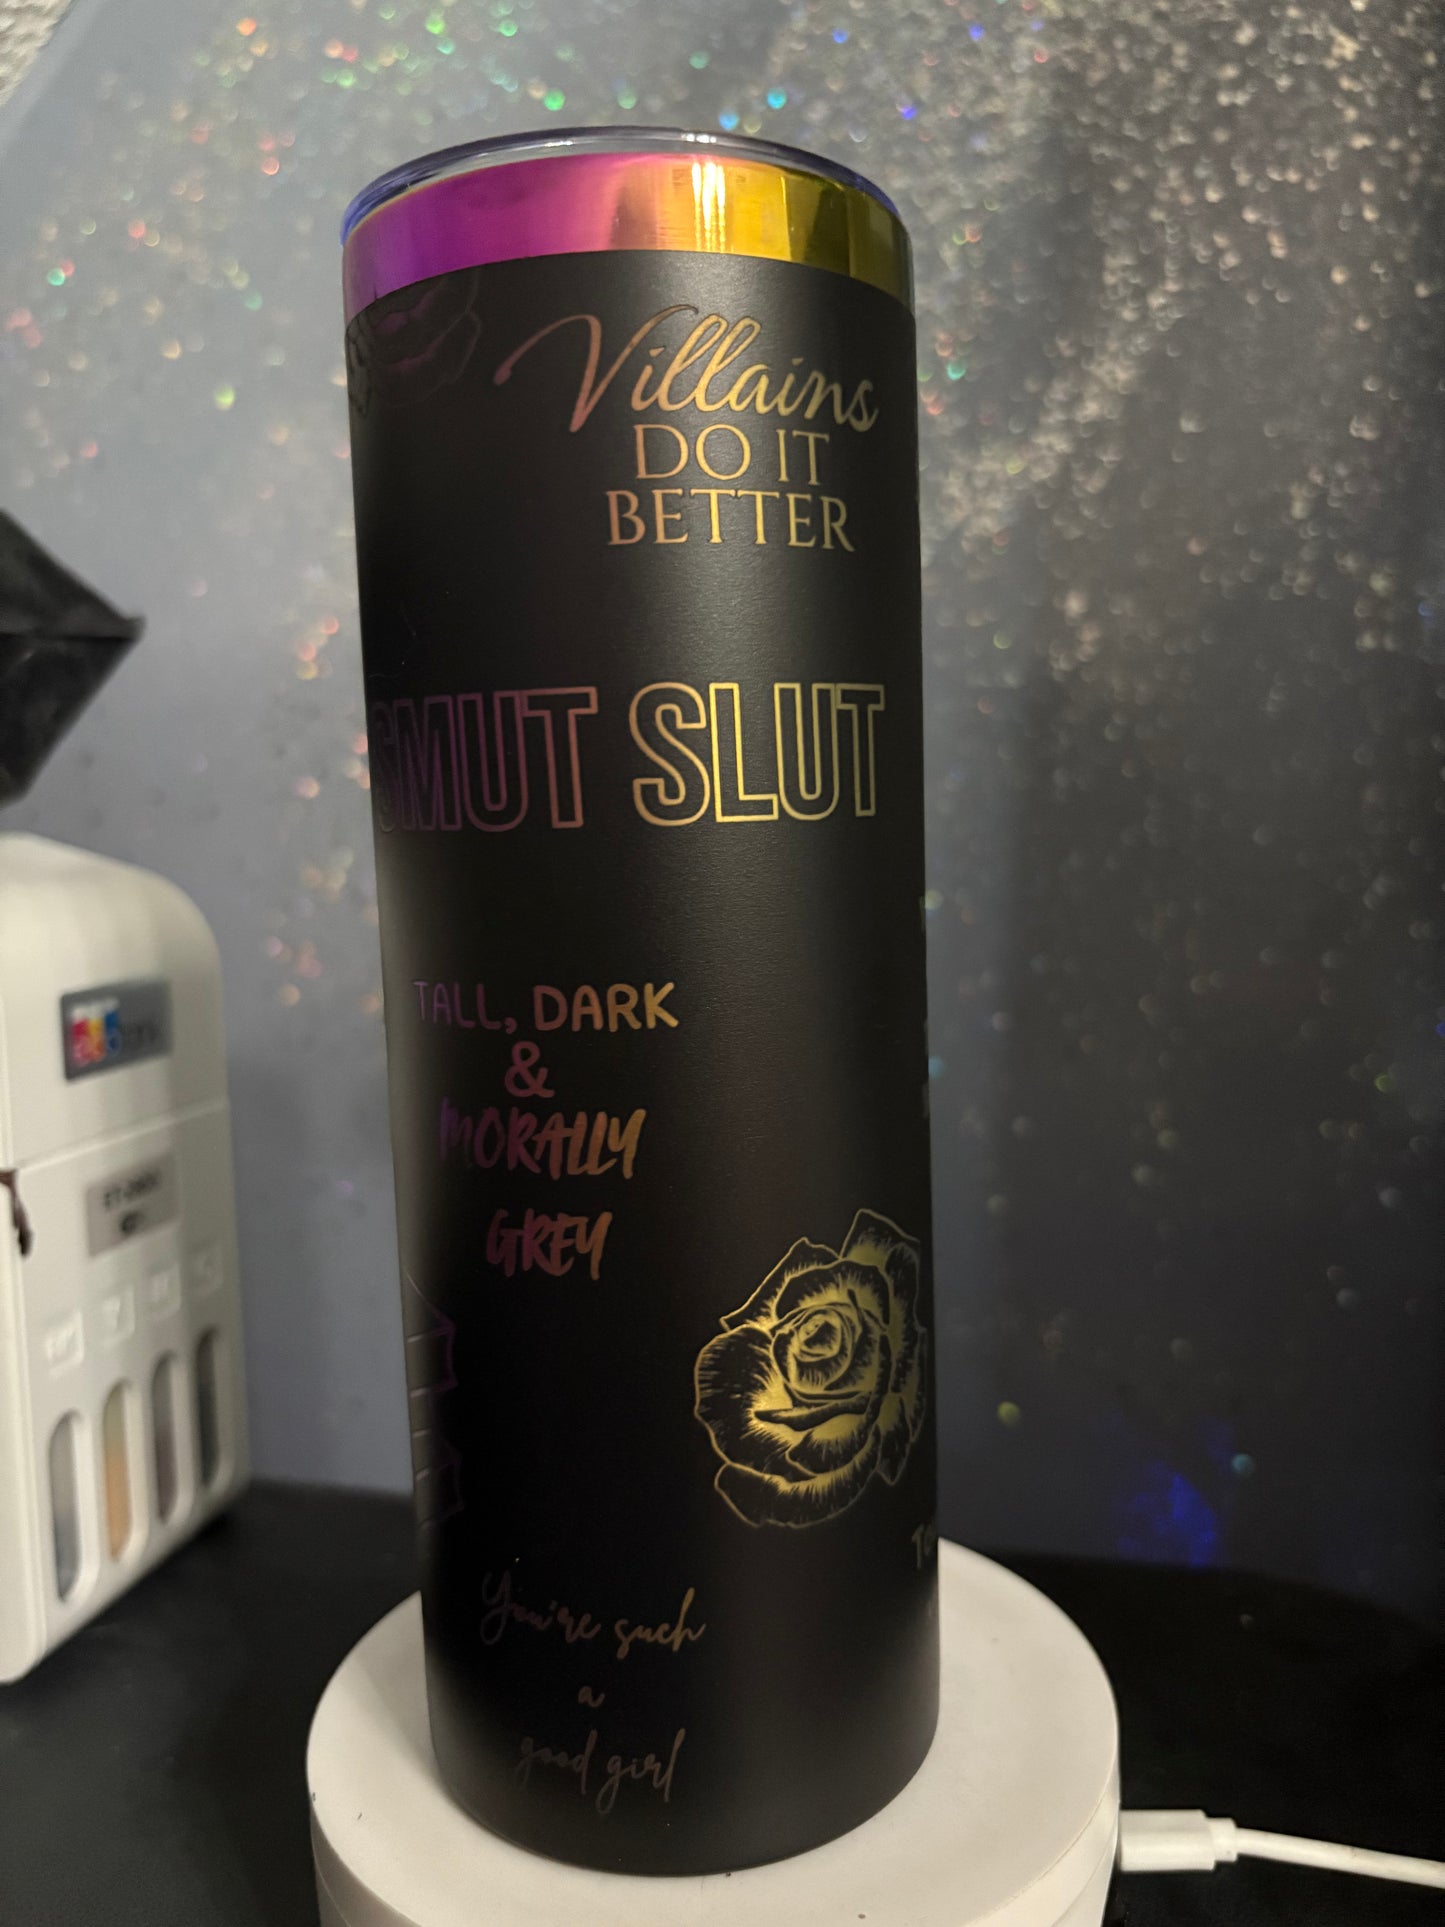 Villains
DO IT
BETTER
SMUT SLUT
TALL, DARK
&
MORALLY
GREY
You're such
a
good girl